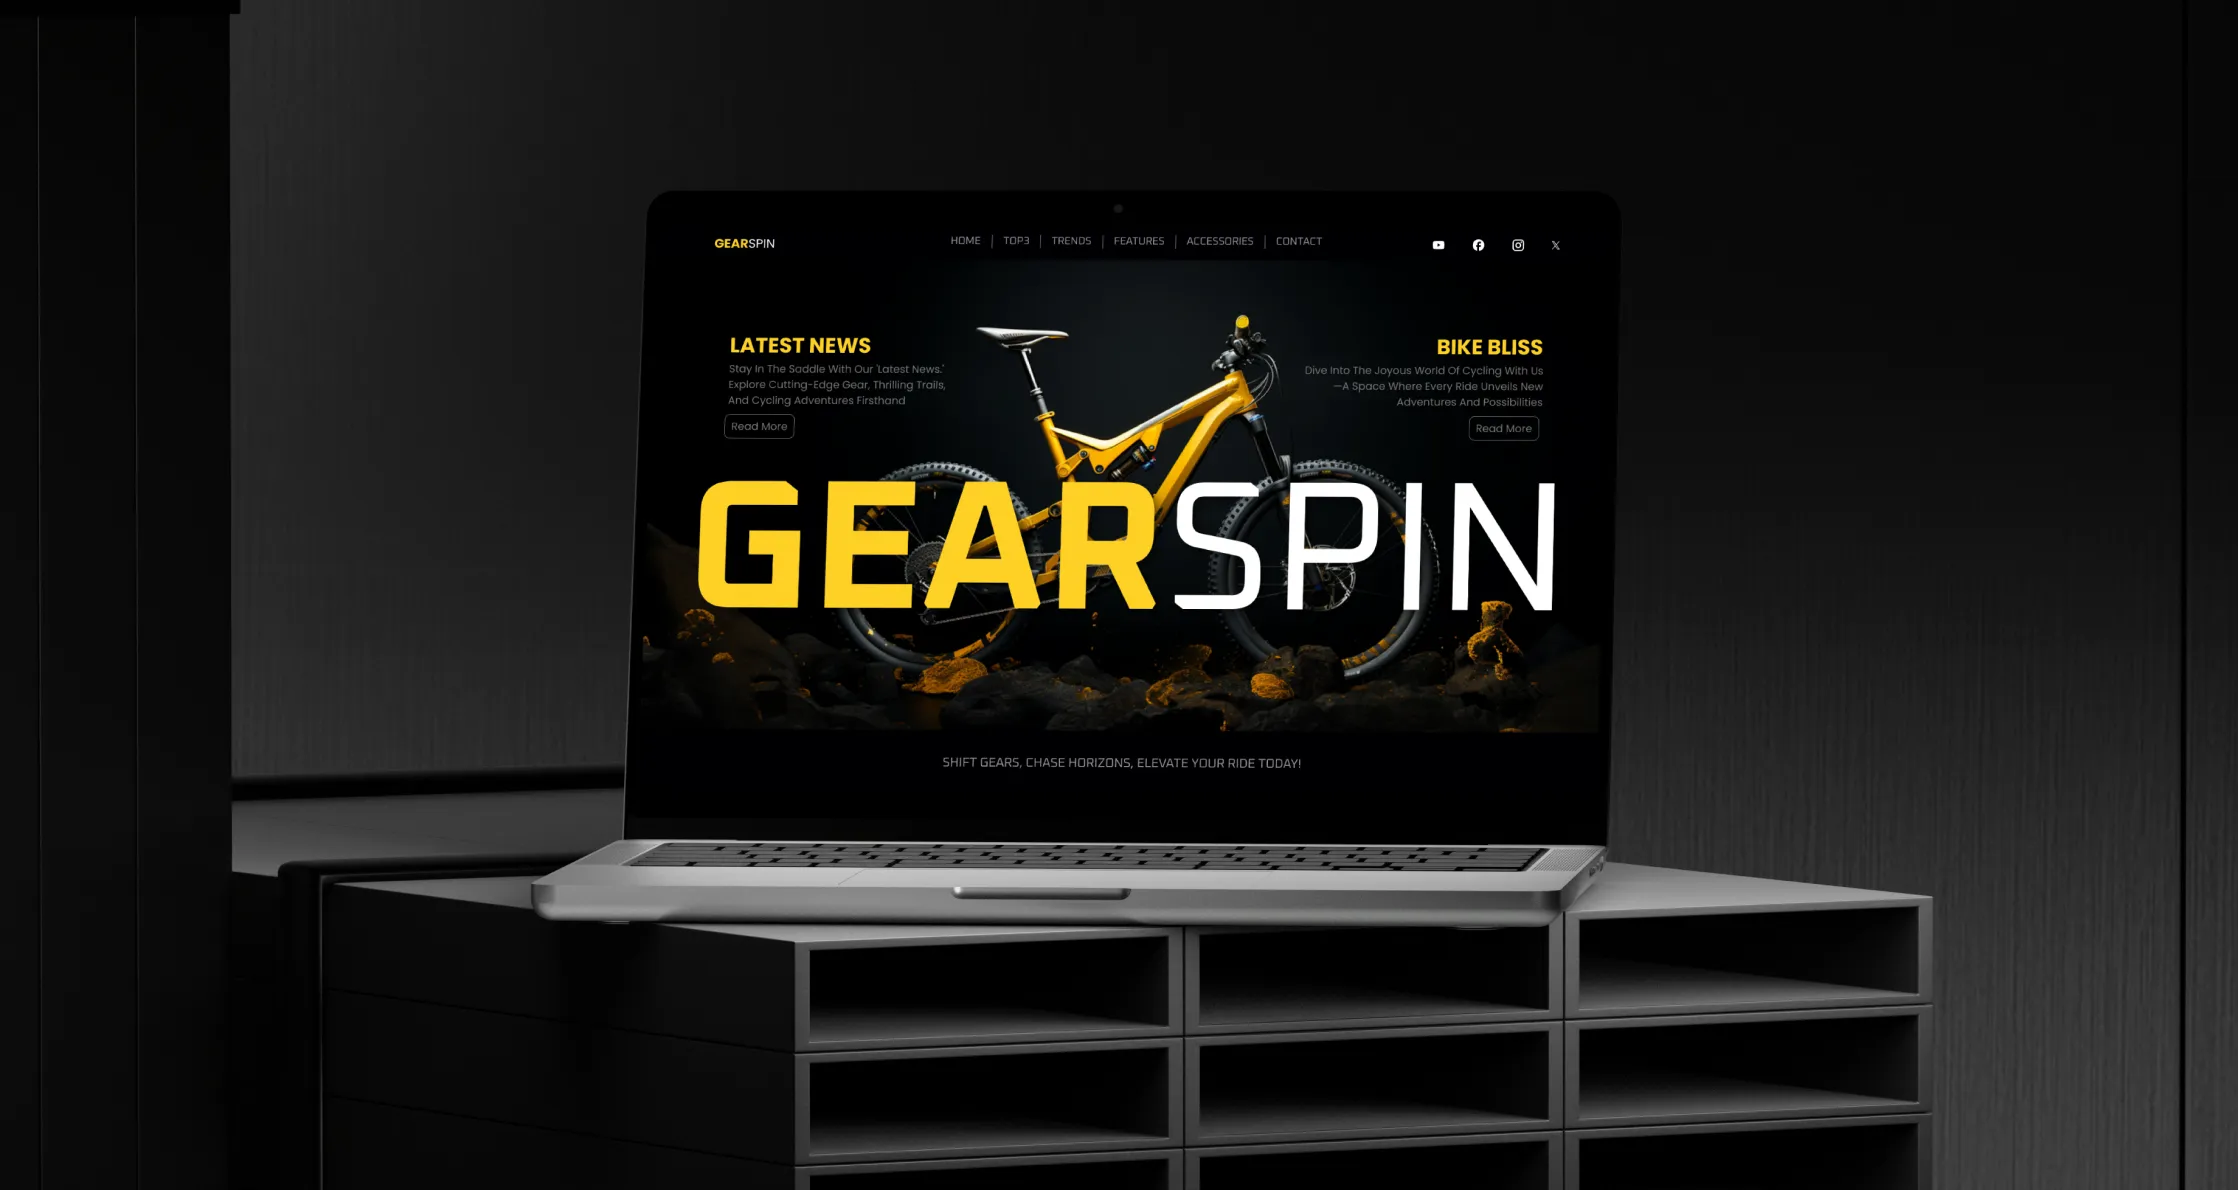 GEARSPIN
HOME | TOP3 | TRENDS | FEATURES | ACCESSORIES | CONTACT
LATEST NEWS
Stay In The Saddle With Our 'Latest News.'
Explore Cutting-Edge Gear, Thrilling Trails,
And Cycling Adventures Firsthand
Read More
BIKE BLISS
Dive Into The Joyous World Of Cycling With Us
—A Space Where Every Ride Unveils New
Adventures And Possibilities
Read More
GEARSPIN
SHIFT GEARS, CHASE HORIZONS, ELEVATE YOUR RIDE TODAY!